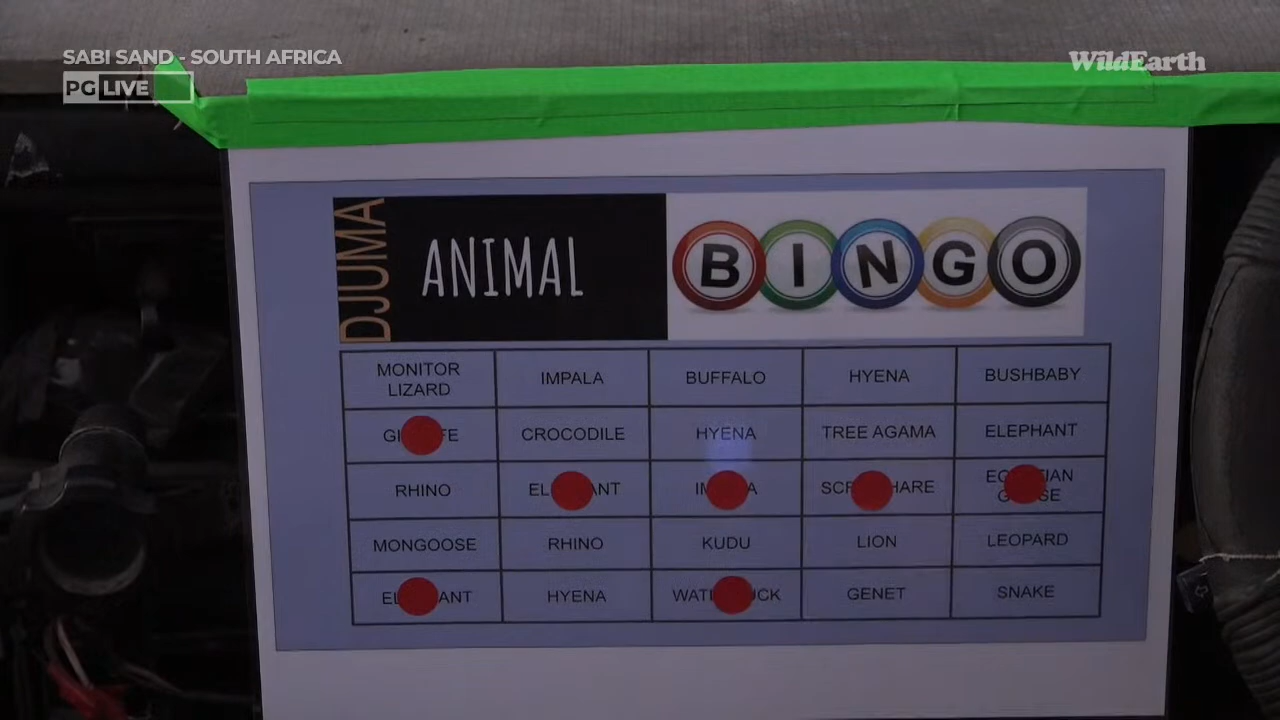 SABI SAND - SOUTH AFRICA
WildEarth
PG LIVE
DJUMA
ANIMAL
BINGO
MONITOR LIZARD
IMPALA
BUFFALO
HYENA
BUSHBABY
CROCODILE
HYENA
TREE AGAMA
ELEPHANT
RHINO
MONGOOSE
RHINO
KUDU
LION
LEOPARD
HYENA
GENET
SNAKE